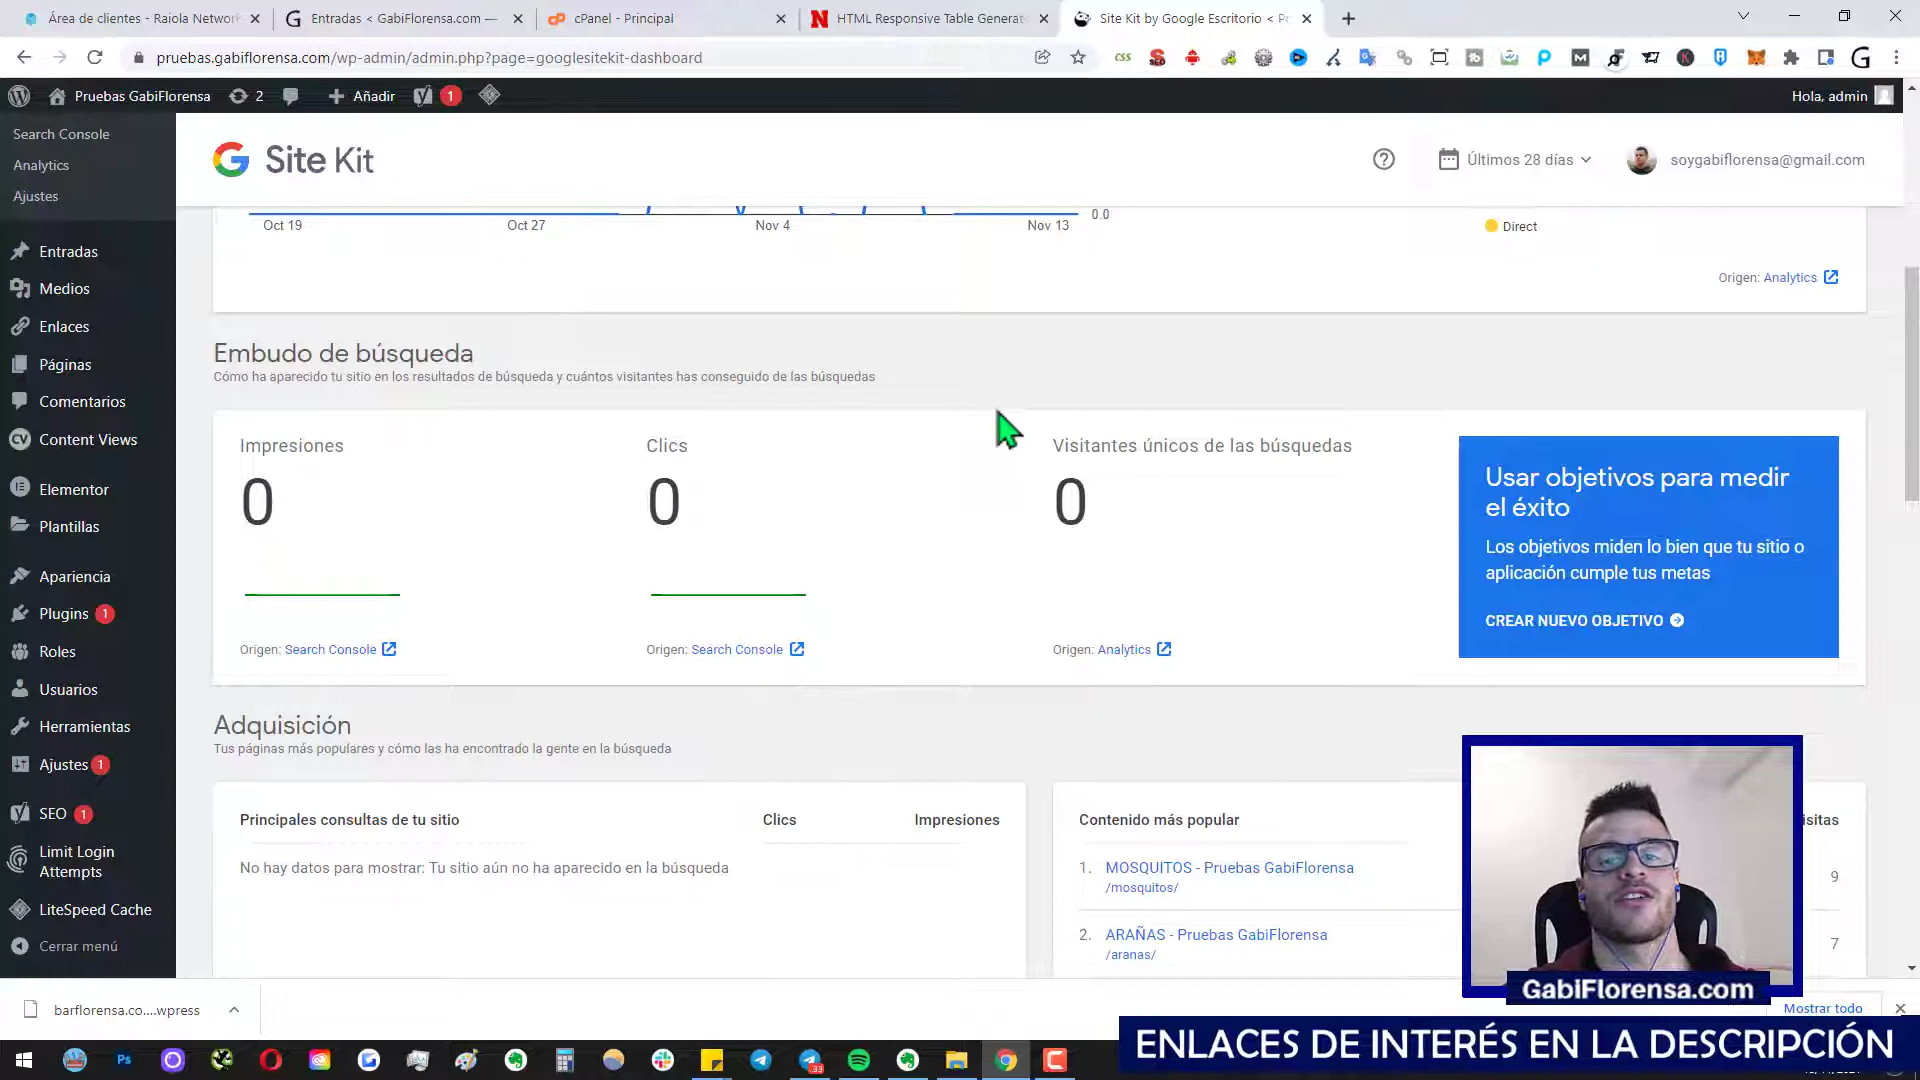 Área de clientes - Raiola Networ
Entradas < GabiFlorensa.com —
cPanel - Principal
HTML Responsive Table Generat
Site Kit by Google Escritorio < Pr
pruebas.gabiflorensa.com/wp-admin/admin.php?page=googlesitekit-dashboard
Pruebas GabiFlorensa
2
Añadir
1
Hola, admin
Search Console
Analytics
Ajustes
Entradas
Medios
Enlaces
Páginas
Comentarios
Content Views
Elementor
Plantillas
Apariencia
Plugins 1
Roles
Usuarios
Herramientas
Ajustes 1
SEO 1
Limit Login
Attempts
LiteSpeed Cache
Cerrar menú
Site Kit
Últimos 28 días
soygabiflorensa@gmail.com
0.0
Oct 19
Oct 27
Nov 4
Nov 13
Direct
Origen: Analytics
Embudo de búsqueda
Cómo ha aparecido tu sitio en los resultados de búsqueda y cuántos visitantes has conseguido de las búsquedas
Impresiones
0
Origen: Search Console
Clics
0
Origen: Search Console
Visitantes únicos de las búsquedas
0
Origen: Analytics
Usar objetivos para medir
el éxito
Los objetivos miden lo bien que tu sitio o
aplicación cumple tus metas
CREAR NUEVO OBJETIVO
Adquisición
Tus páginas más populares y cómo las ha encontrado la gente en la búsqueda
Principales consultas de tu sitio
Clics
Impresiones
No hay datos para mostrar: Tu sitio aún no ha aparecido en la búsqueda
Contenido más popular
isitas
1. MOSQUITOS - Pruebas GabiFlorensa
/mosquitos/
9
2. ARAÑAS - Pruebas GabiFlorensa
/aranas/
7
GabiFlorensa.com
barflorensa.co....wpress
Mostrar todo
ENLACES DE INTERÉS EN LA DESCRIPCIÓN
Ps
33